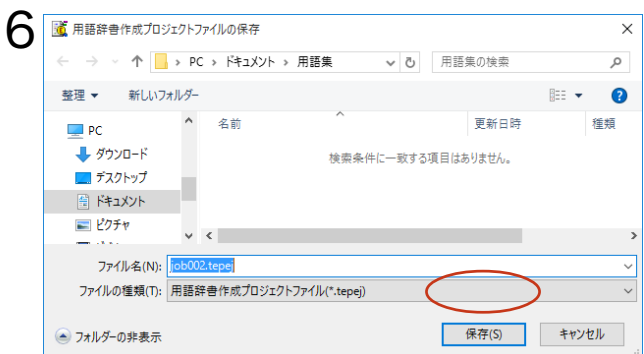 6
用語辞書作成プロジェクトファイルの保存
PC › ドキュメント › 用語集
用語集の検索
整理 新しいフォルダー
名前 更新日時 種類
検索条件に一致する項目はありません。
PC
ダウンロード
デスクトップ
ドキュメント
ピクチャ
ファイル名(N): job002.tepej
ファイルの種類(T): 用語辞書作成プロジェクトファイル(*.tepej)
フォルダーの非表示 保存(S) キャンセル